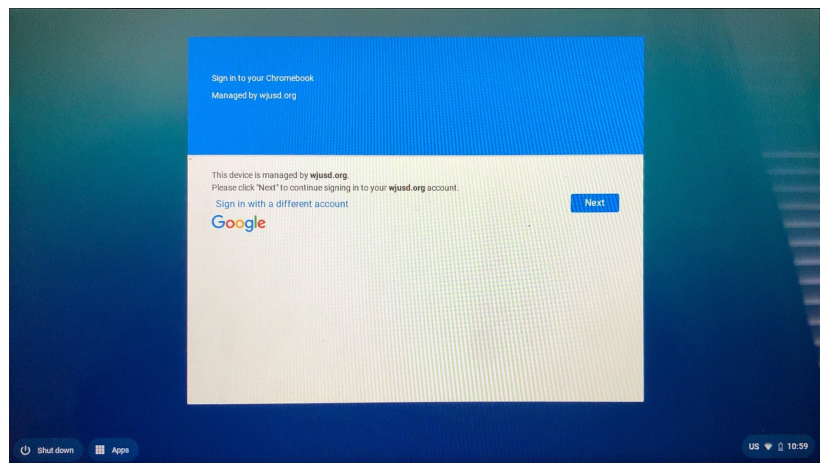 Sign in to your Chromebook
Managed by wjusd.org
This device is managed by wjusd.org.
Please click "Next" to continue signing in to your wjusd.org account.
Sign in with a different account
Next
Google
Shut down
Apps
US
10:59